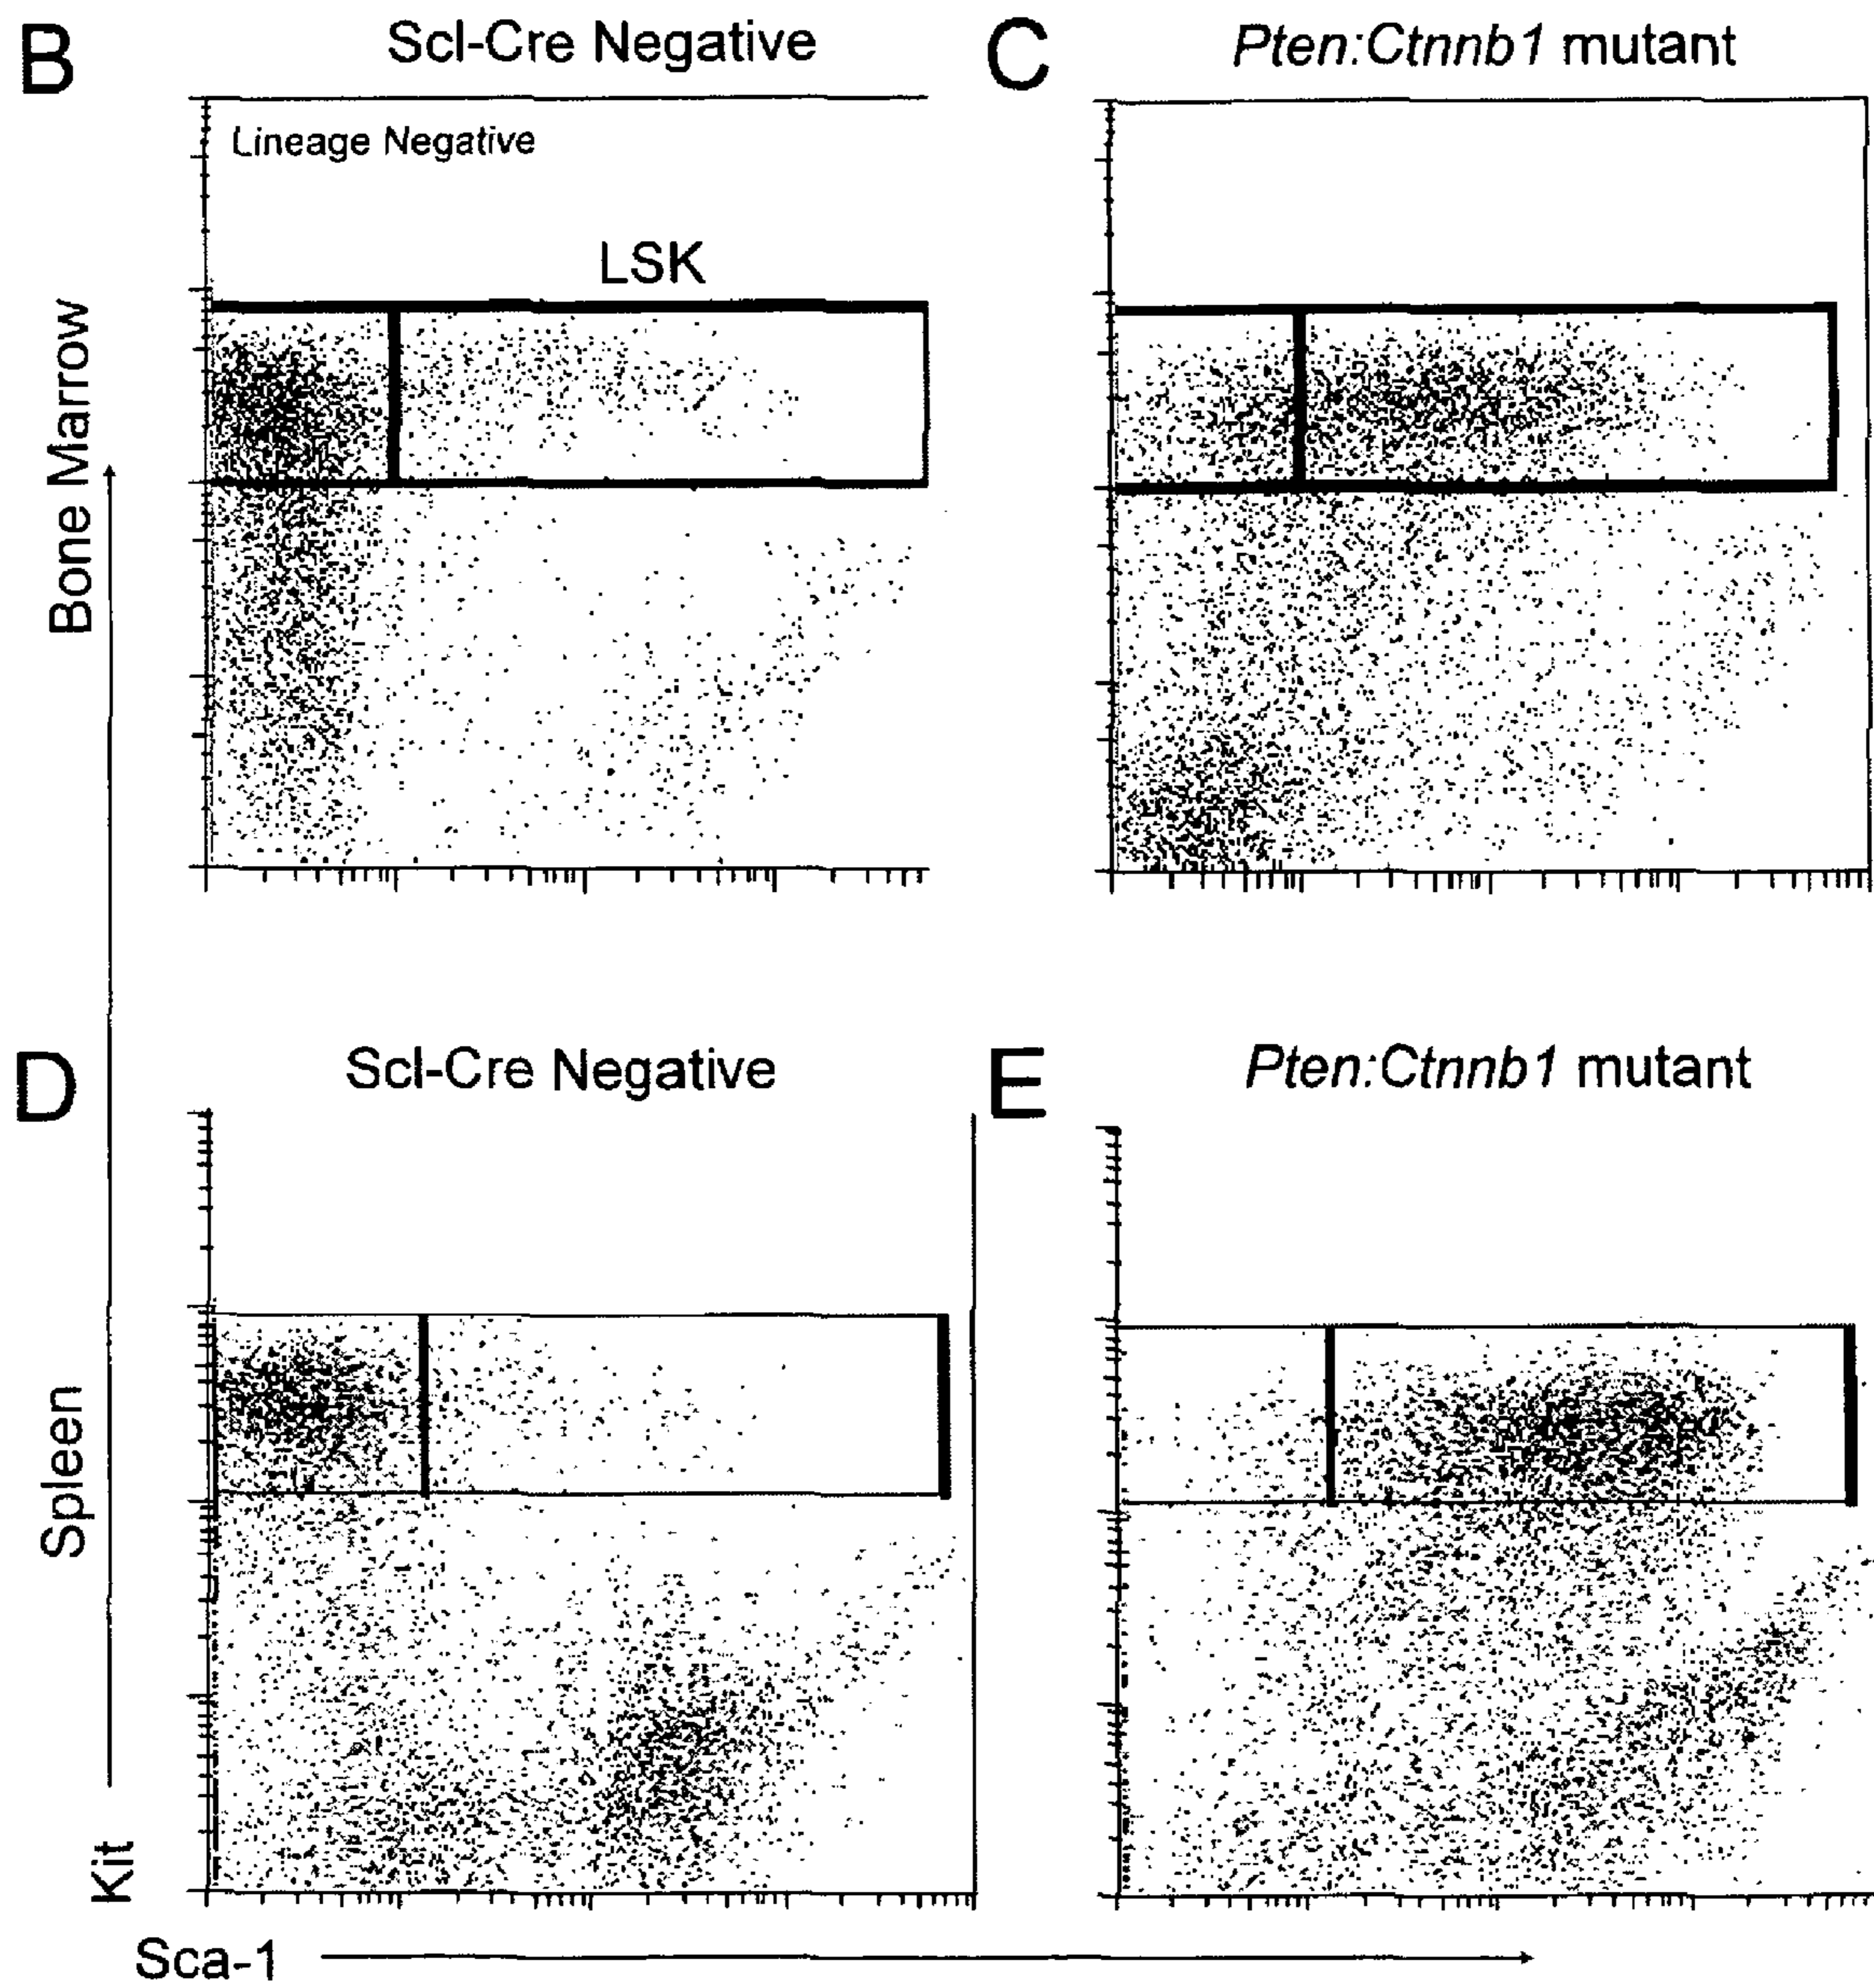 B
Scl-Cre Negative
C
Pten:Ctnnb1 mutant
Lineage Negative
LSK
Bone Marrow
D
Scl-Cre Negative
E
Pten:Ctnnb1 mutant
Spleen
Kit
Sca-1